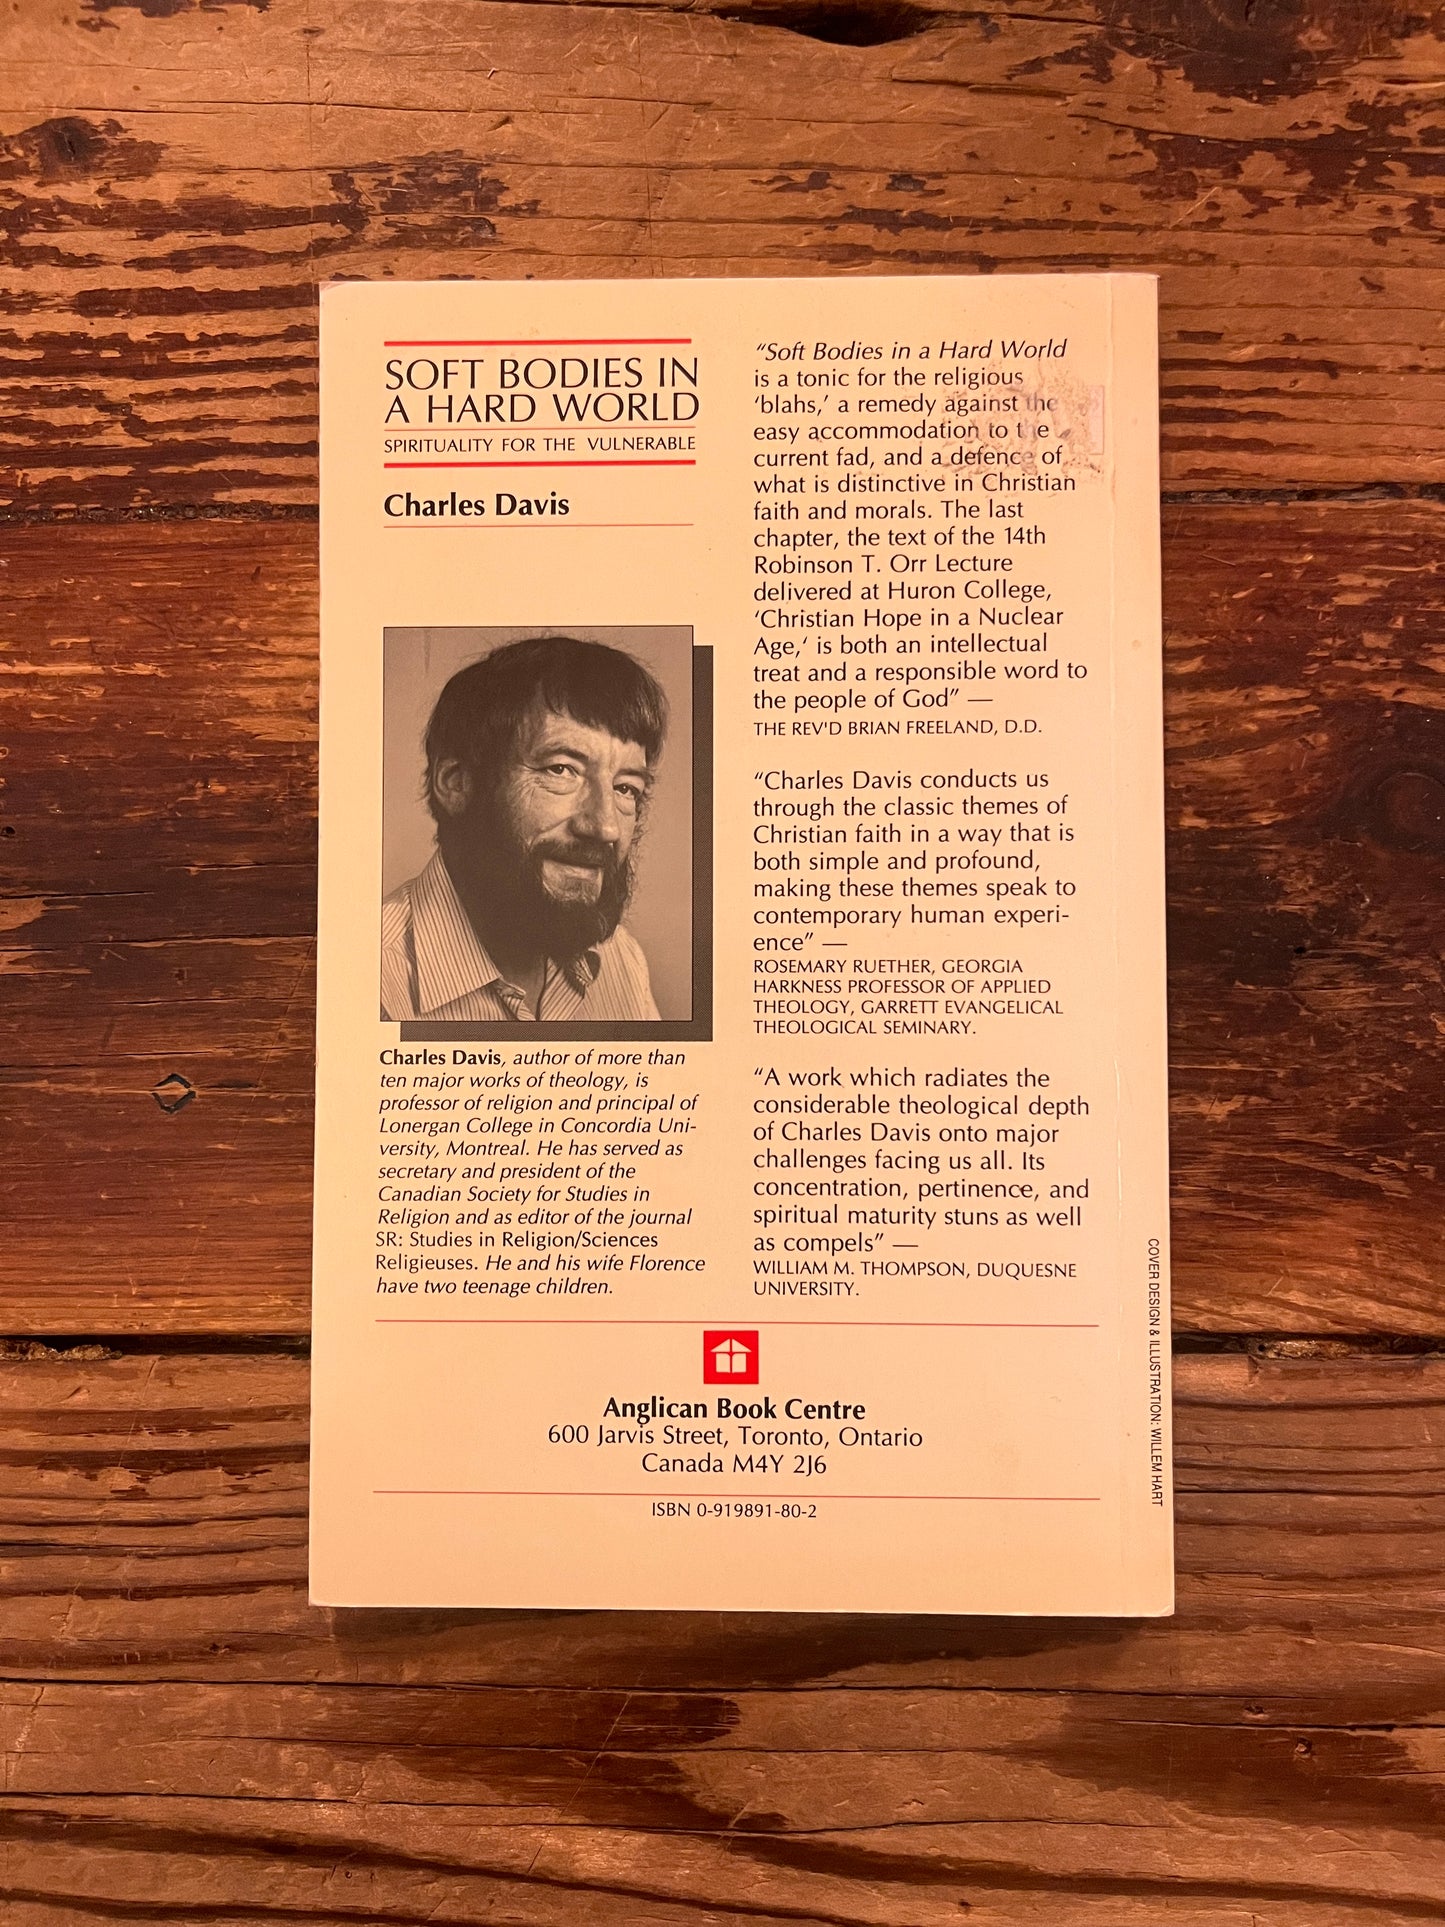 SOFT BODIES IN
A HARD WORLD
SPIRITUALITY FOR THE VULNERABLE
Charles Davis
Charles Davis, author of more than
ten major works of theology, is
professor of religion and principal of
Lonergan College in Concordia Uni-
versity, Montreal. He has served as
secretary and president of the
Canadian Society for Studies in
Religion and as editor of the journal
SR: Studies in Religion/Sciences
Religieuses. He and his wife Florence
have two teenage children.
“Soft Bodies in a Hard World
is a tonic for the religious
‘blahs,’ a remedy against the
easy accommodation to the
current fad, and a defence of
what is distinctive in Christian
faith and morals. The last
chapter, the text of the 14th
Robinson T. Orr Lecture
delivered at Huron College,
‘Christian Hope in a Nuclear
Age,‘ is both an intellectual
treat and a responsible word to
the people of God” —
THE REV'D BRIAN FREELAND, D.D.
“Charles Davis conducts us
through the classic themes of
Christian faith in a way that is
both simple and profound,
making these themes speak to
contemporary human experi-
ence” —
ROSEMARY RUETHER, GEORGIA
HARKNESS PROFESSOR OF APPLIED
THEOLOGY, GARRETT EVANGELICAL
THEOLOGICAL SEMINARY.
“A work which radiates the
considerable theological depth
of Charles Davis onto major
challenges facing us all. Its
concentration, pertinence, and
spiritual maturity stuns as well
as compels” —
WILLIAM M. THOMPSON, DUQUESNE
UNIVERSITY.
Anglican Book Centre
600 Jarvis Street, Toronto, Ontario
Canada M4Y 2J6
ISBN 0-919891-80-2
COVER DESIGN & ILLUSTRATION: WILLEM HART